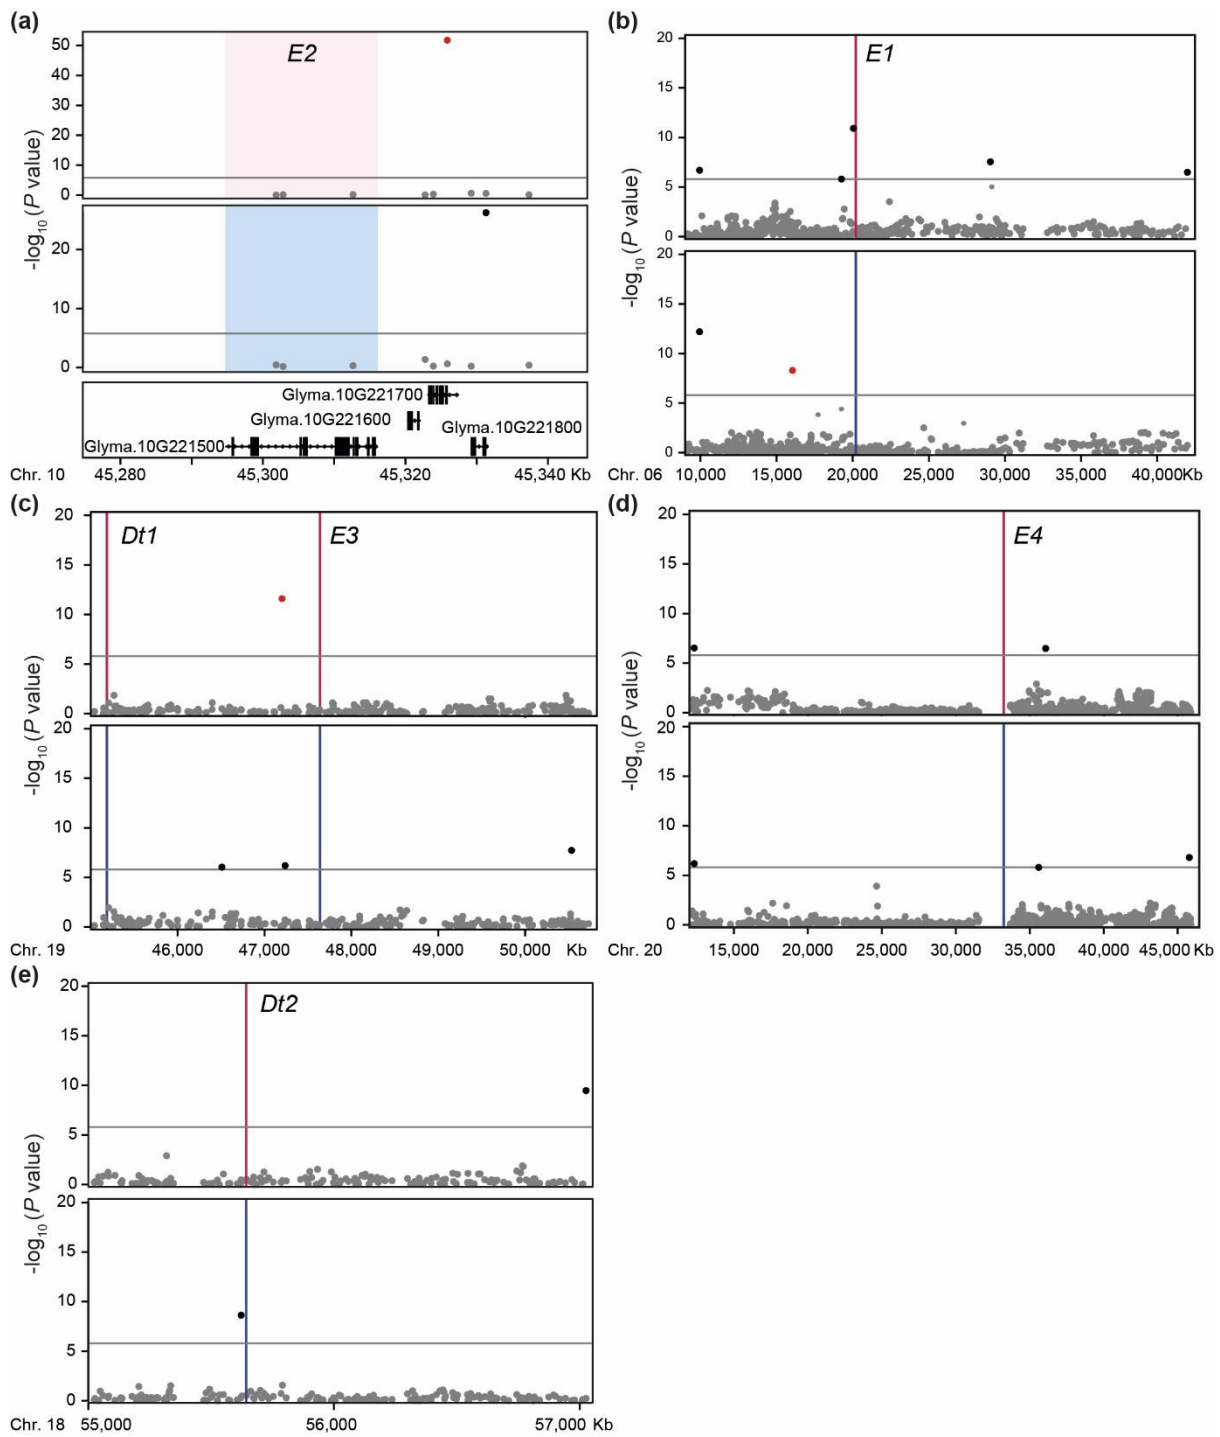 (a)
E2
50
40
30
20
10
0
-log10 (P value)
20
10
0
Glyma.10G221700
Glyma.10G221600
Glyma.10G221800
Glyma.10G221500
Chr. 10 45,280 45,300 45,320 45,340 Kb
(b)
E1
20
15
10
5
0
-log10 (P value)
20
15
10
5
0
Chr. 06 10,000 15,000 20,000 25,000 30,000 35,000 40,000Kb
(c)
Dt1 E3
20
15
10
5
0
-log10 (P value)
20
15
10
5
0
Chr. 19 46,000 47,000 48,000 49,000 50,000 Kb
(d)
E4
20
15
10
5
0
-log10 (P value)
20
15
10
5
0
Chr. 20 15,000 20,000 25,000 30,000 35,000 40,000 45,000 Kb
(e)
Dt2
20
15
10
5
0
-log10 (P value)
20
15
10
5
0
Chr. 18 55,000 56,000 57,000 Kb